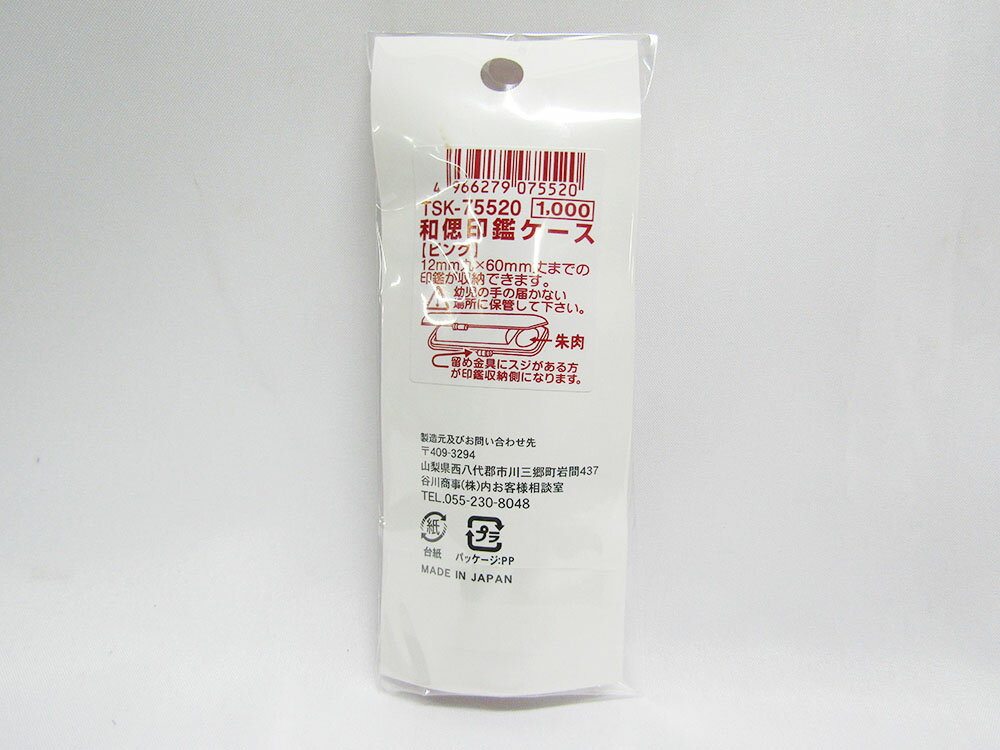 4 966279 075520
TSK-75520 1,000
和偲印鑑ケース
【ピンク】
12mm丸×60mm丈までの
印鑑が収納できます。
幼児の手の届かない
場所に保管して下さい。
朱肉
留め金具にスジがある方
が印鑑収納側になります。
製造元及びお問い合わせ先
〒409-3294
山梨県西八代郡市川三郷町岩間437
谷川商事(株)内お客様相談室
TEL.055-230-8048
紙 プラ
台紙 パッケージ:PP
MADE IN JAPAN